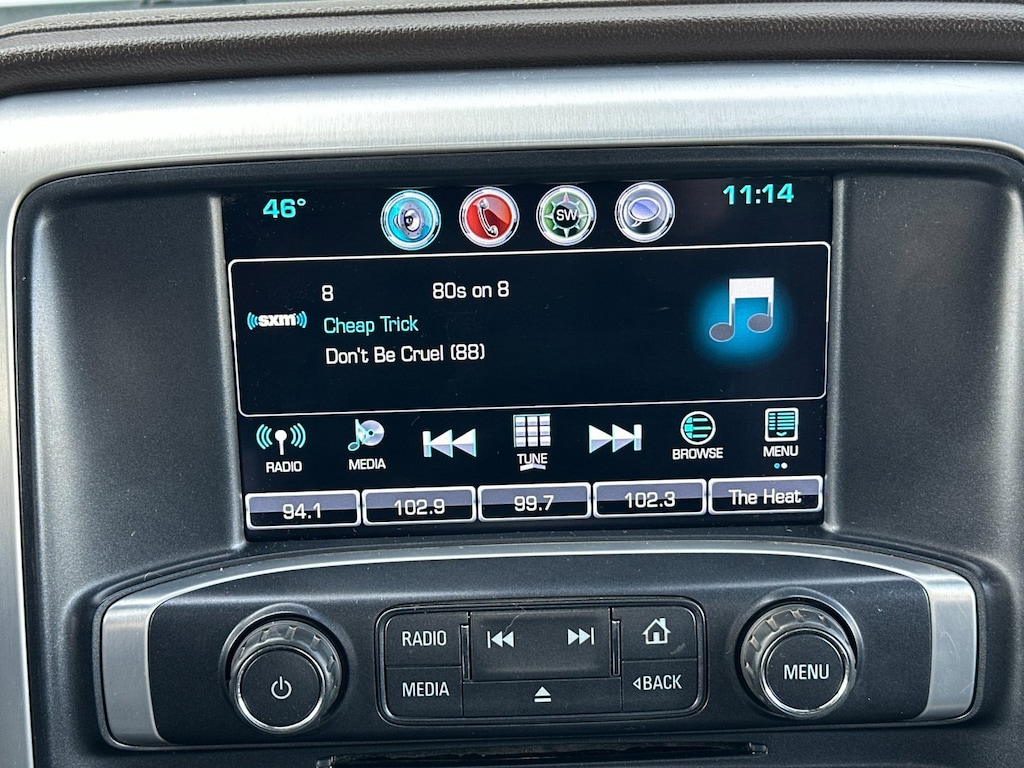 46° SW 11:14
8 80s on 8
((sxm))
Cheap Trick
Don't Be Cruel (88)
RADIO MEDIA TUNE BROWSE MENU
94.1 102.9 99.7 102.3 The Heat
RADIO
MEDIA BACK
MENU